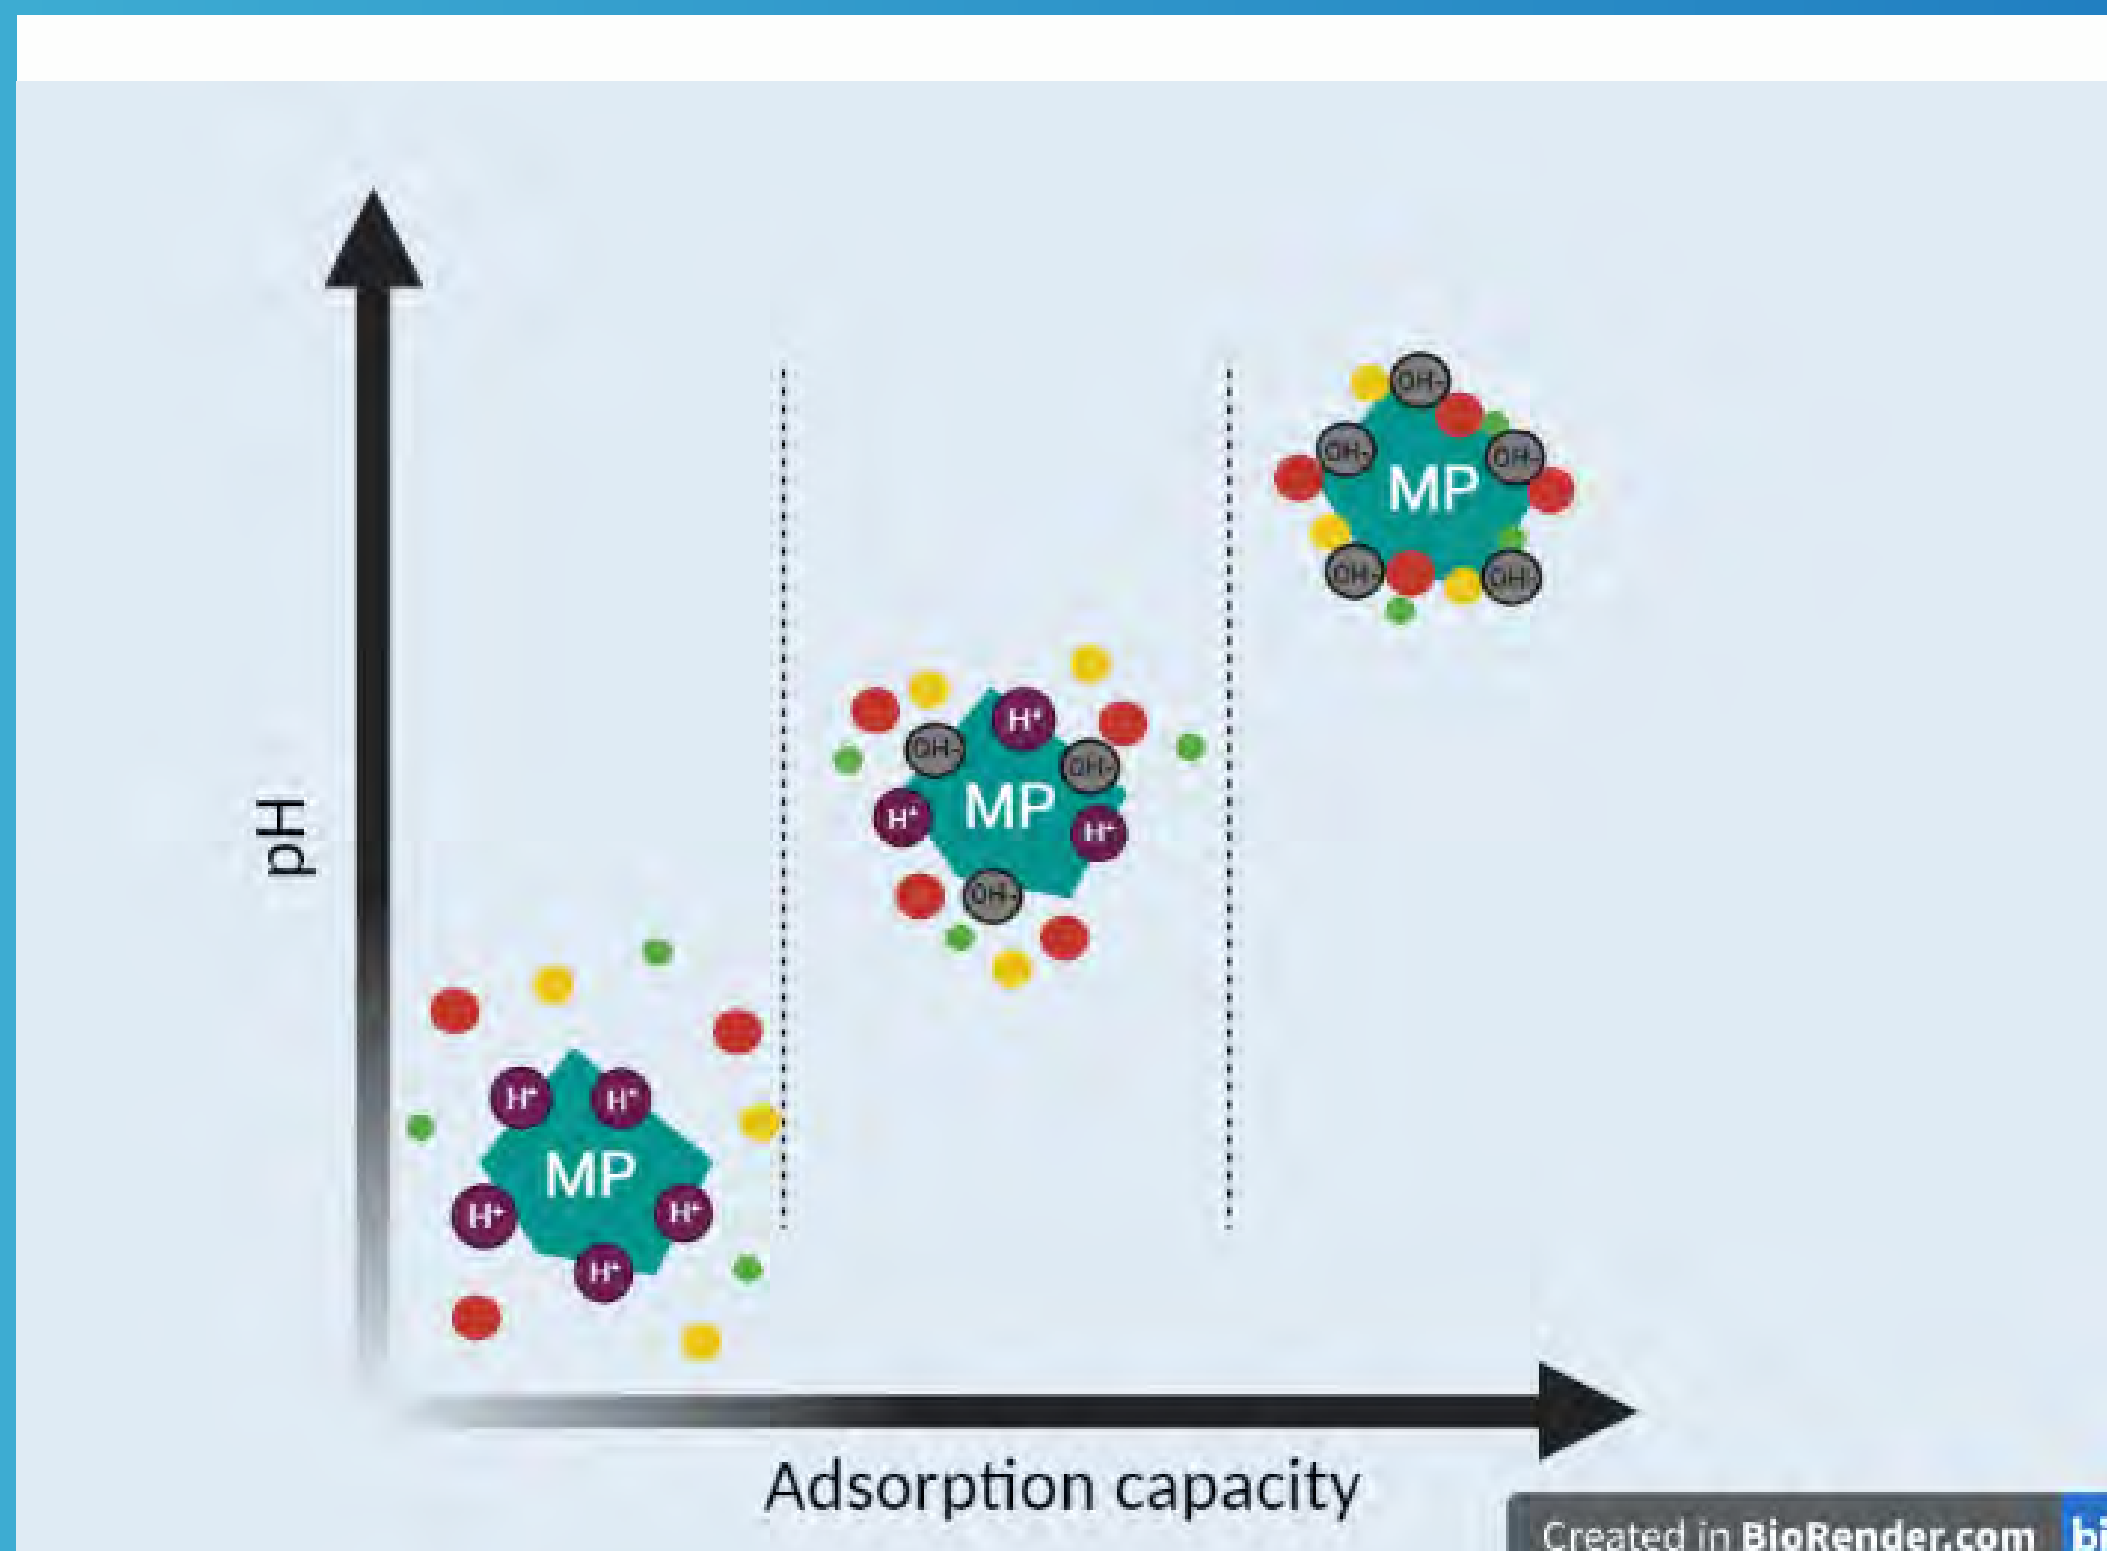 OH-
OH-
OH-
MP
OH-
OH-
pH
H+
OH-
OH-
MP
H+
H+
OH-
H+
H+
MP
H+
H+
H+
Adsorption capacity
Created in BioRender.com